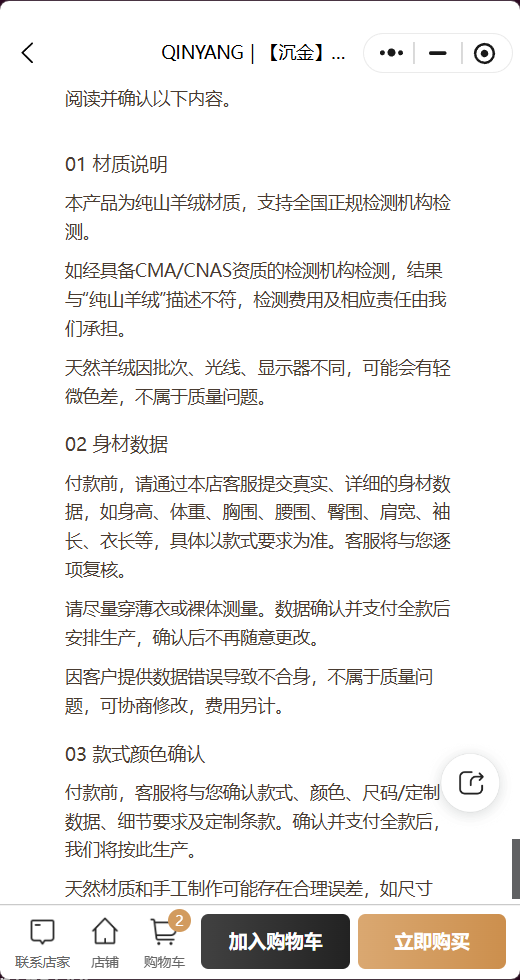 QINYANG | 【沉金】...
阅读并确认以下内容。
01 材质说明
本产品为纯山羊绒材质，支持全国正规检测机构检
测。
如经具备CMA/CNAS资质的检测机构检测，结果
与“纯山羊绒”描述不符，检测费用及相应责任由我
们承担。
天然羊绒因批次、光线、显示器不同，可能会有轻
微色差，不属于质量问题。
02 身材数据
付款前，请通过本店客服提交真实、详细的身材数
据，如身高、体重、胸围、腰围、臀围、肩宽、袖
长、衣长等，具体以款式要求为准。客服将与您逐
项复核。
请尽量穿薄衣或裸体测量。数据确认并支付全款后
安排生产，确认后不再随意更改。
因客户提供数据错误导致不合身，不属于质量问
题，可协商修改，费用另计。
03 款式颜色确认
付款前，客服将与您确认款式、颜色、尺码/定制
数据、细节要求及定制条款。确认并支付全款后，
我们将按此生产。
天然材质和手工制作可能存在合理误差，如尺寸
2
联系店家
店铺
购物车
加入购物车
立即购买